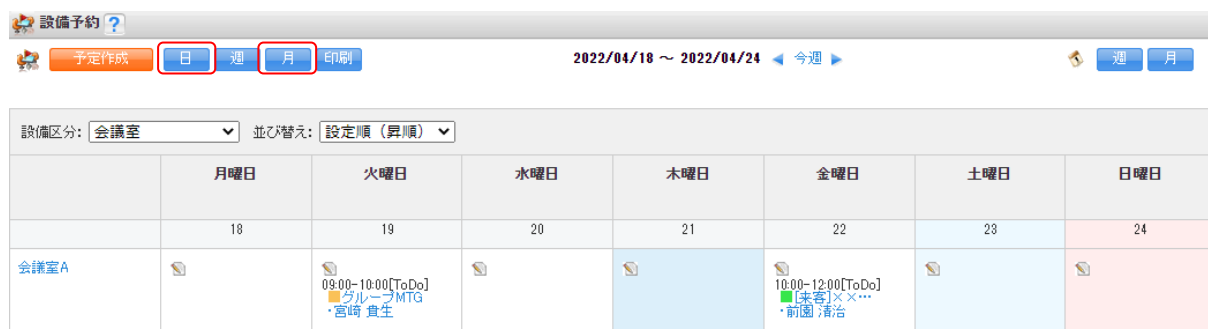 設備予約 ?
予定作成 日 週 月 印刷 2022/04/18 ～ 2022/04/24 今週 週 月
設備区分: 会議室 並び替え: 設定順（昇順）
月曜日 火曜日 水曜日 木曜日 金曜日 土曜日 日曜日
18 19 20 21 22 23 24
会議室A
09:00-10:00[ToDo] 10:00-12:00[ToDo]
グループMTG [来客]××…
・宮崎 貴生 ・前園 清治